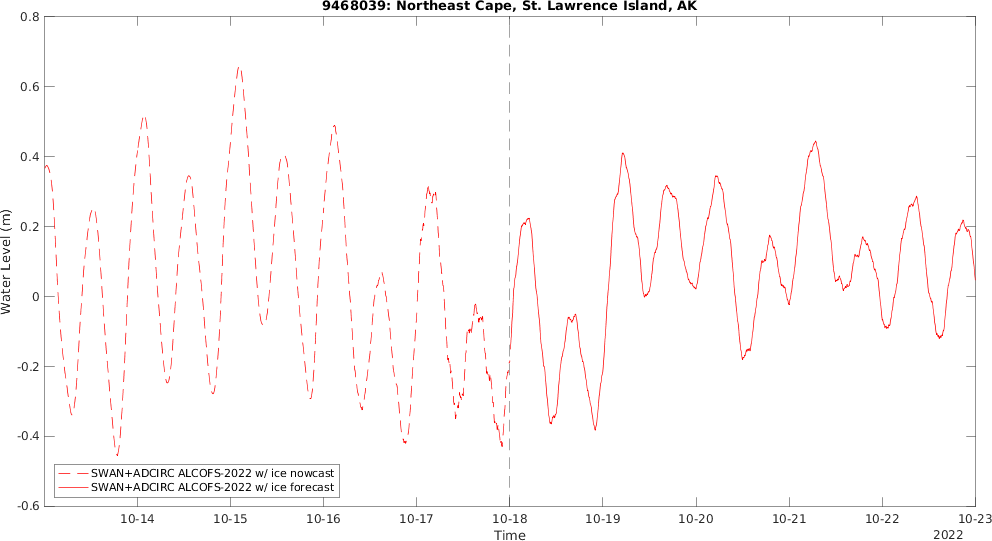 9468039: Northeast Cape, St. Lawrence Island, AK
0.8
0.6
0.4
0.2
0
-0.2
-0.4
-0.6
Water Level (m)
SWAN+ADCIRC ALCOFS-2022 w/ ice nowcast
SWAN+ADCIRC ALCOFS-2022 w/ ice forecast
10-14 10-15 10-16 10-17 10-18 10-19 10-20 10-21 10-22 10-23
Time
2022